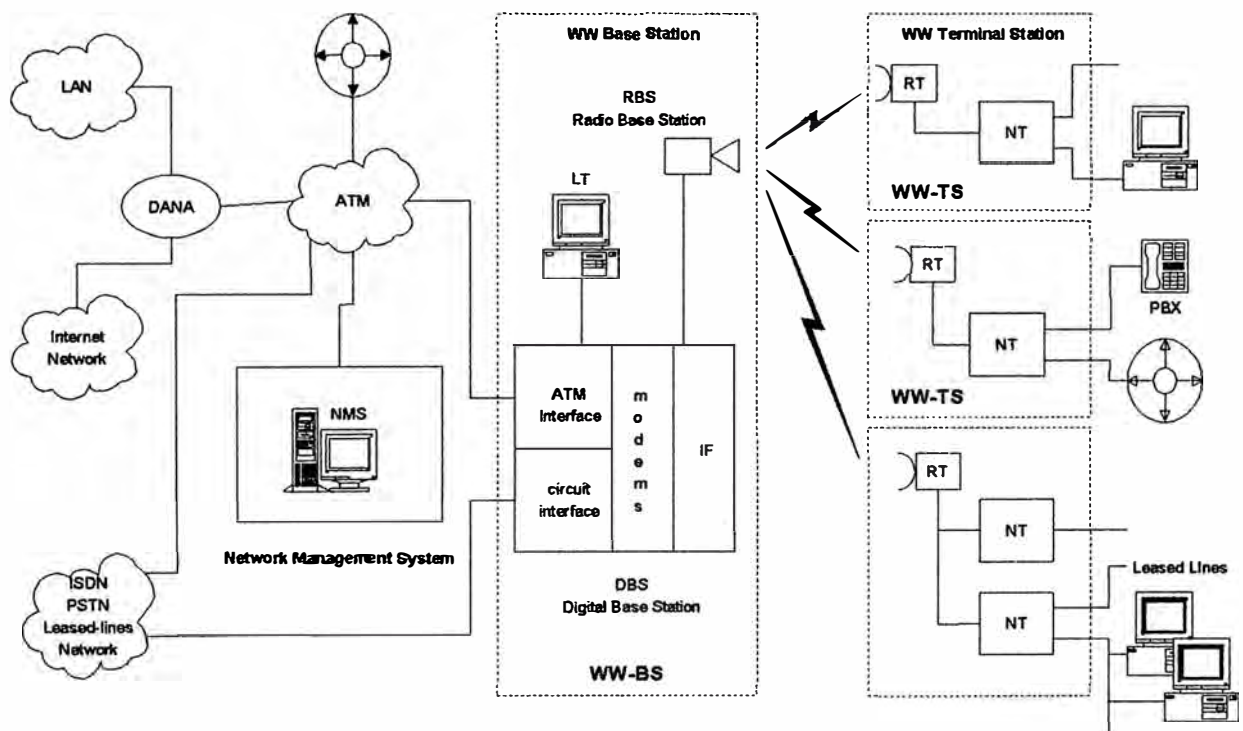 LAN
DANA
Internet
Network
ATM
NMS
Network Management System
ISDN
PSTN
Leased-lines
Network
WW Base Station
RBS
Radio Base Station
LT
ATM
Interface
circuit
interface
modems
IF
DBS
Digital Base Station
WW-BS
WW Terminal Station
RT
NT
WW-TS
RT
NT
PBX
WW-TS
RT
NT
NT
Leased Lines